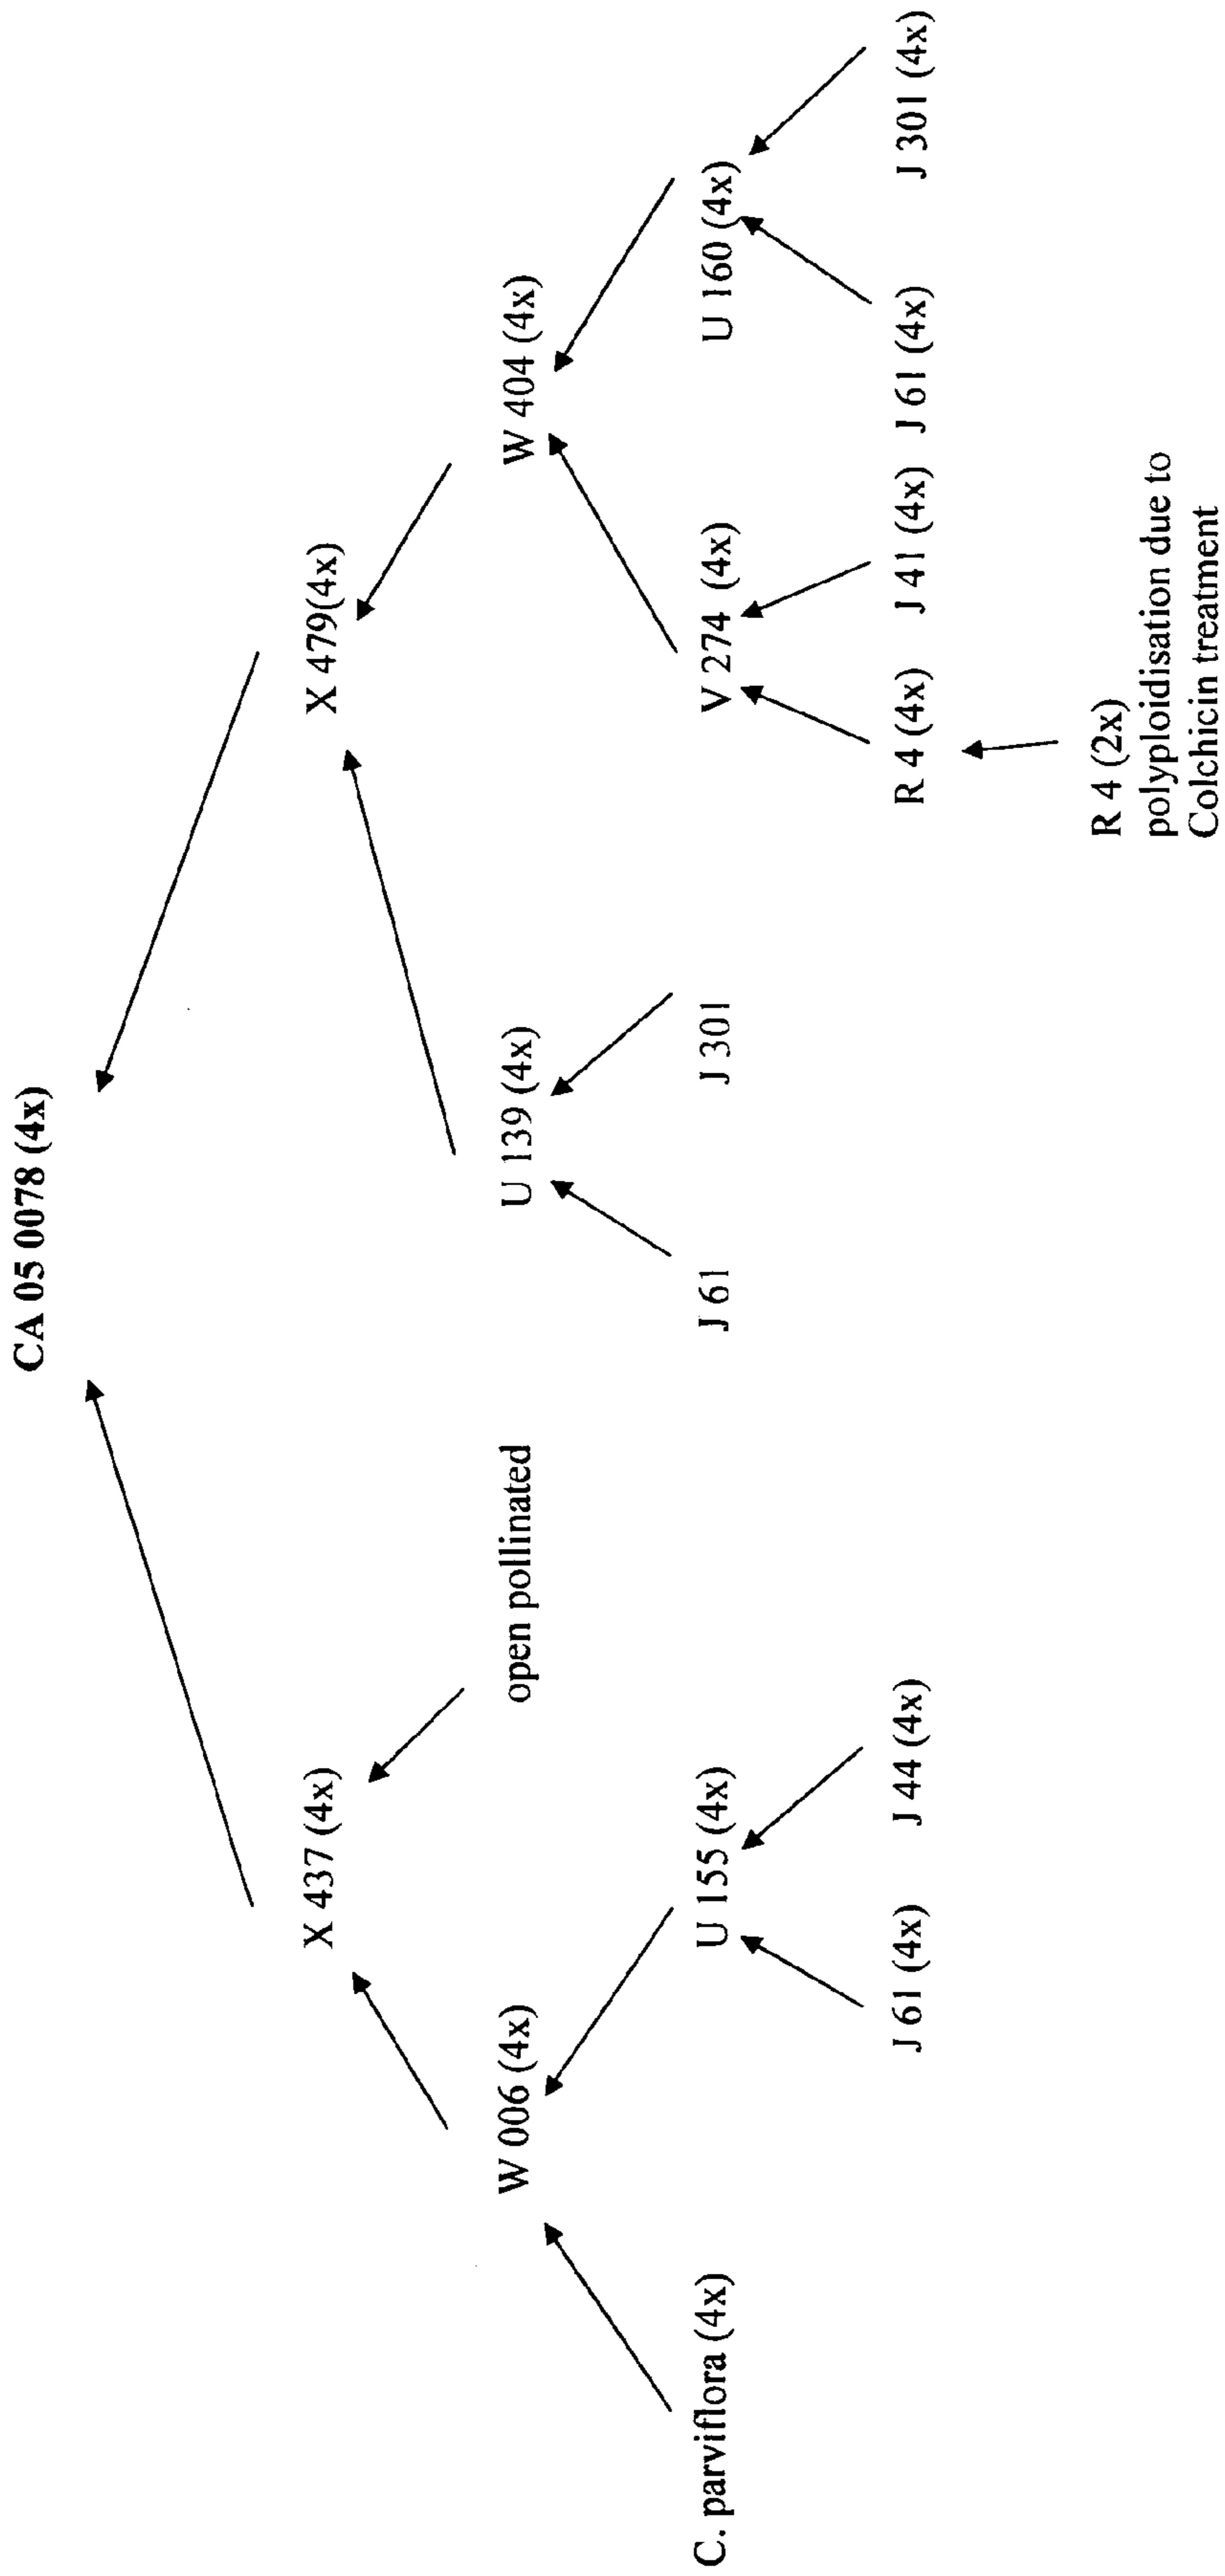 CA 05 0078 (4x)
X 437 (4x)
X 479(4x)
W 006 (4x)
open pollinated
U 139 (4x)
W 404 (4x)
C. parviflora (4x)
U 155 (4x)
J 61
J 301
V 274 (4x)
U 160 (4x)
J 61 (4x)
J 44 (4x)
R 4 (4x)
J 41 (4x)
J 61 (4x)
J 301 (4x)
R 4 (2x)
polyploidisation due to
Colchicin treatment